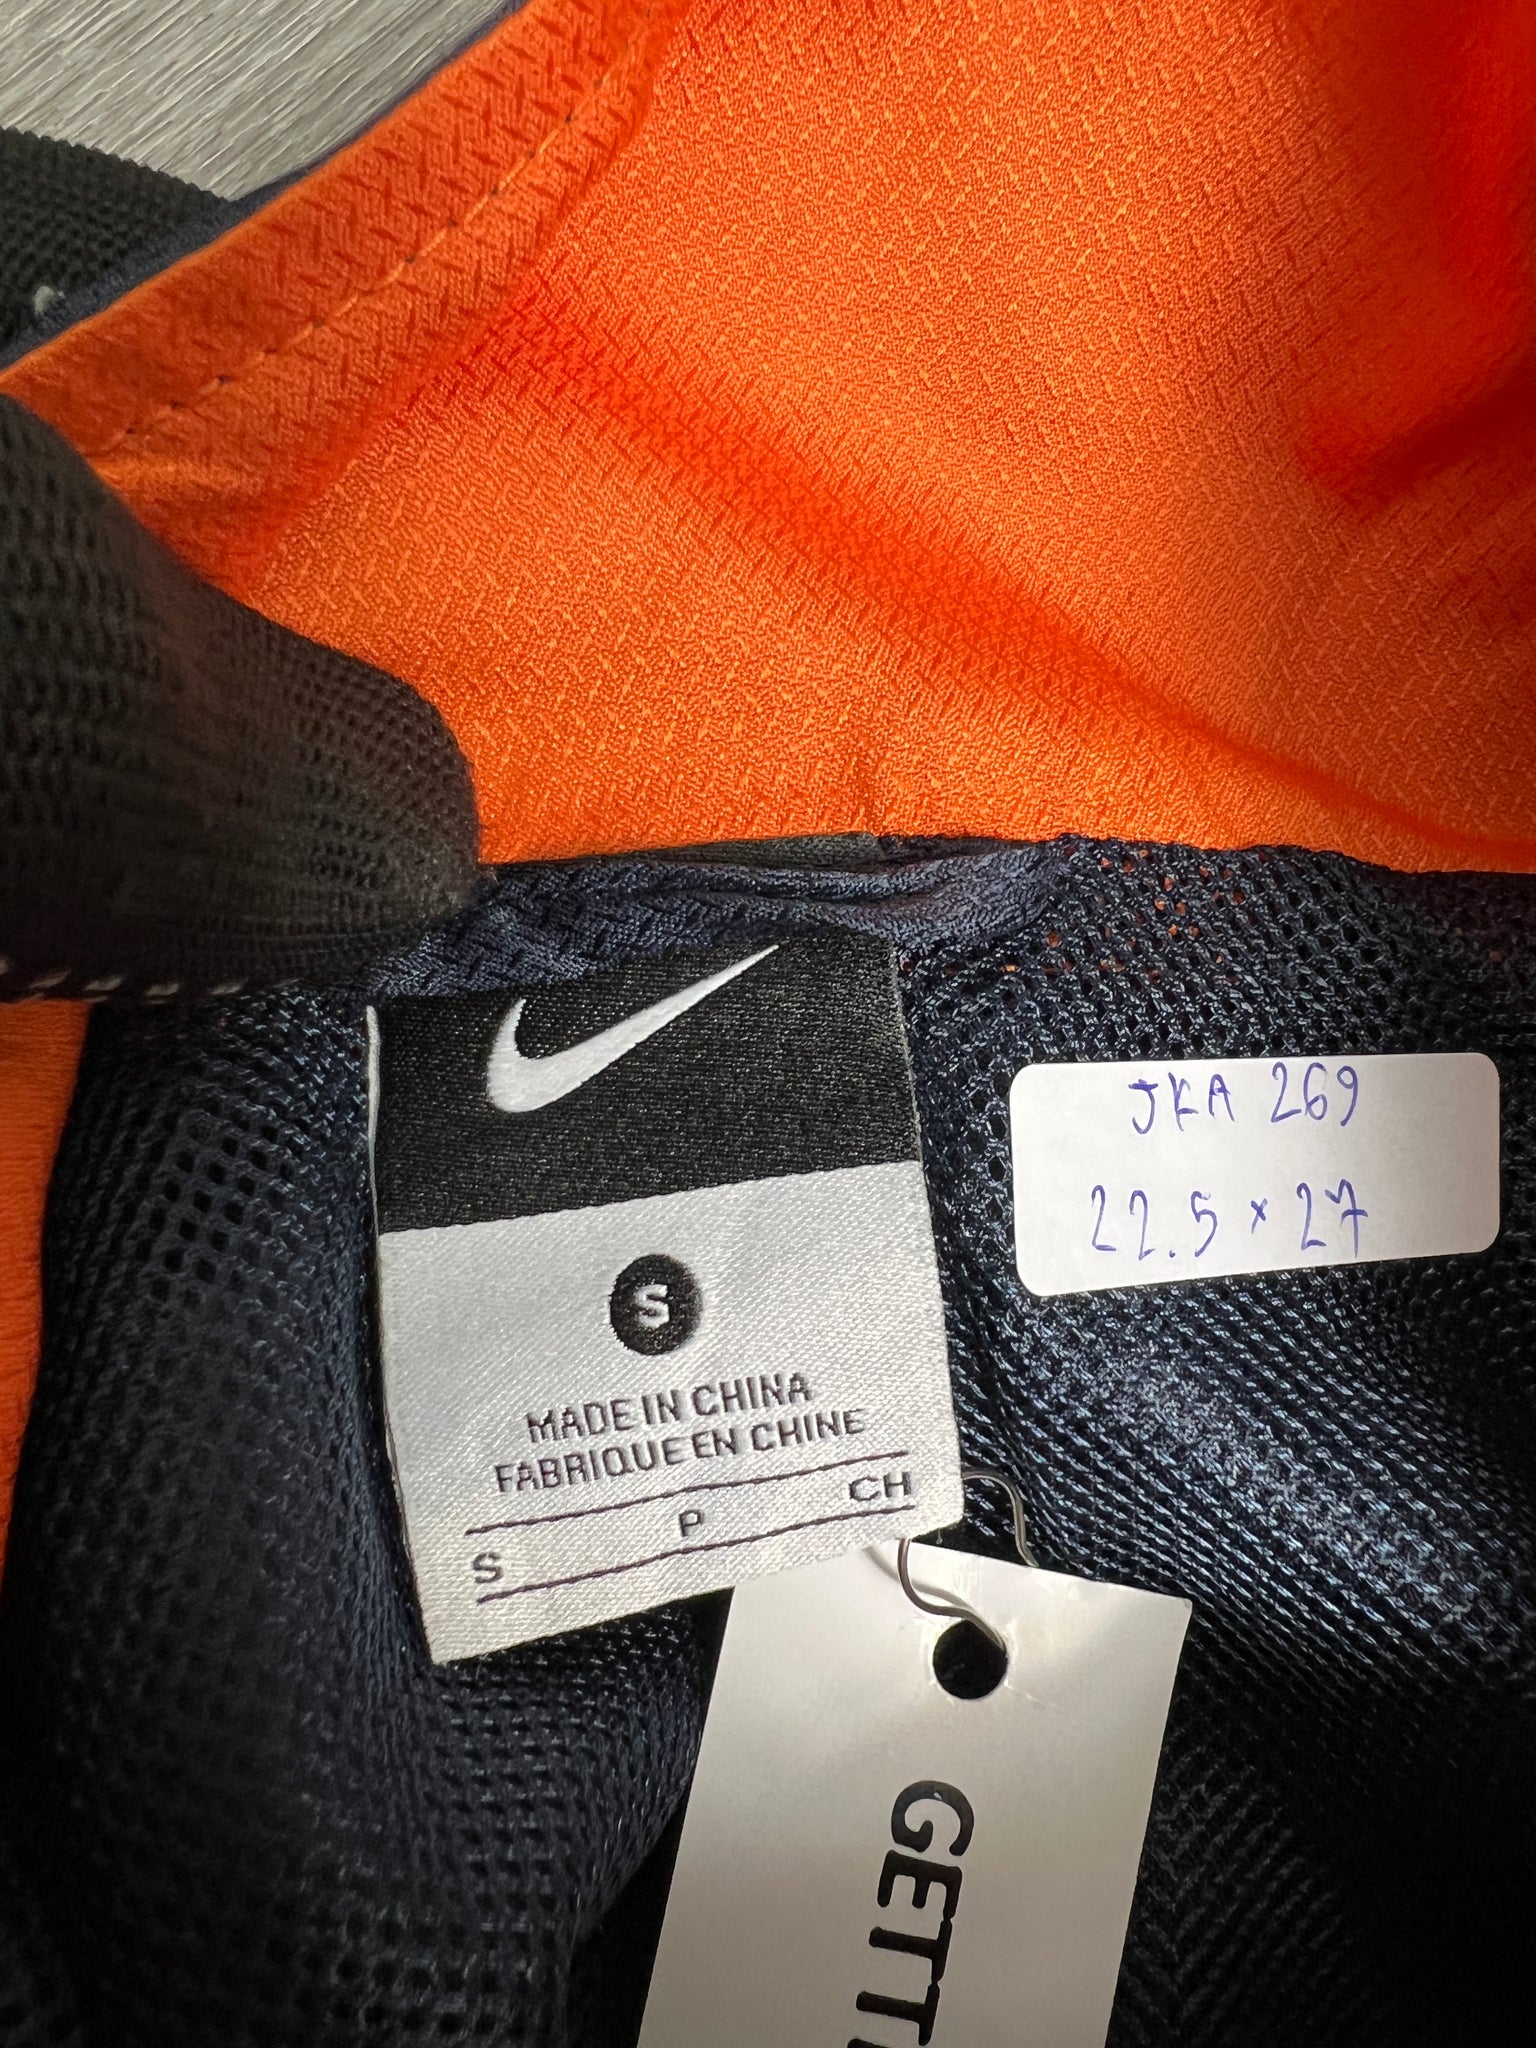 S
MADE IN CHINA
FABRIQUE EN CHINE
S P CH
JKA 269
22.5 x 27
GETT